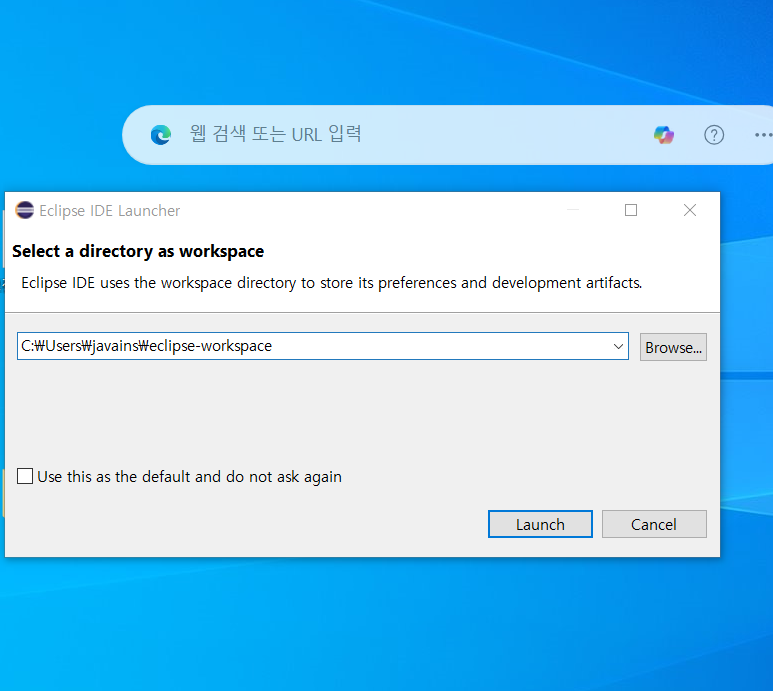 웹 검색 또는 URL 입력
Eclipse IDE Launcher
Select a directory as workspace
Eclipse IDE uses the workspace directory to store its preferences and development artifacts.
C:₩Users₩javains₩eclipse-workspace
Browse...
Use this as the default and do not ask again
Launch
Cancel